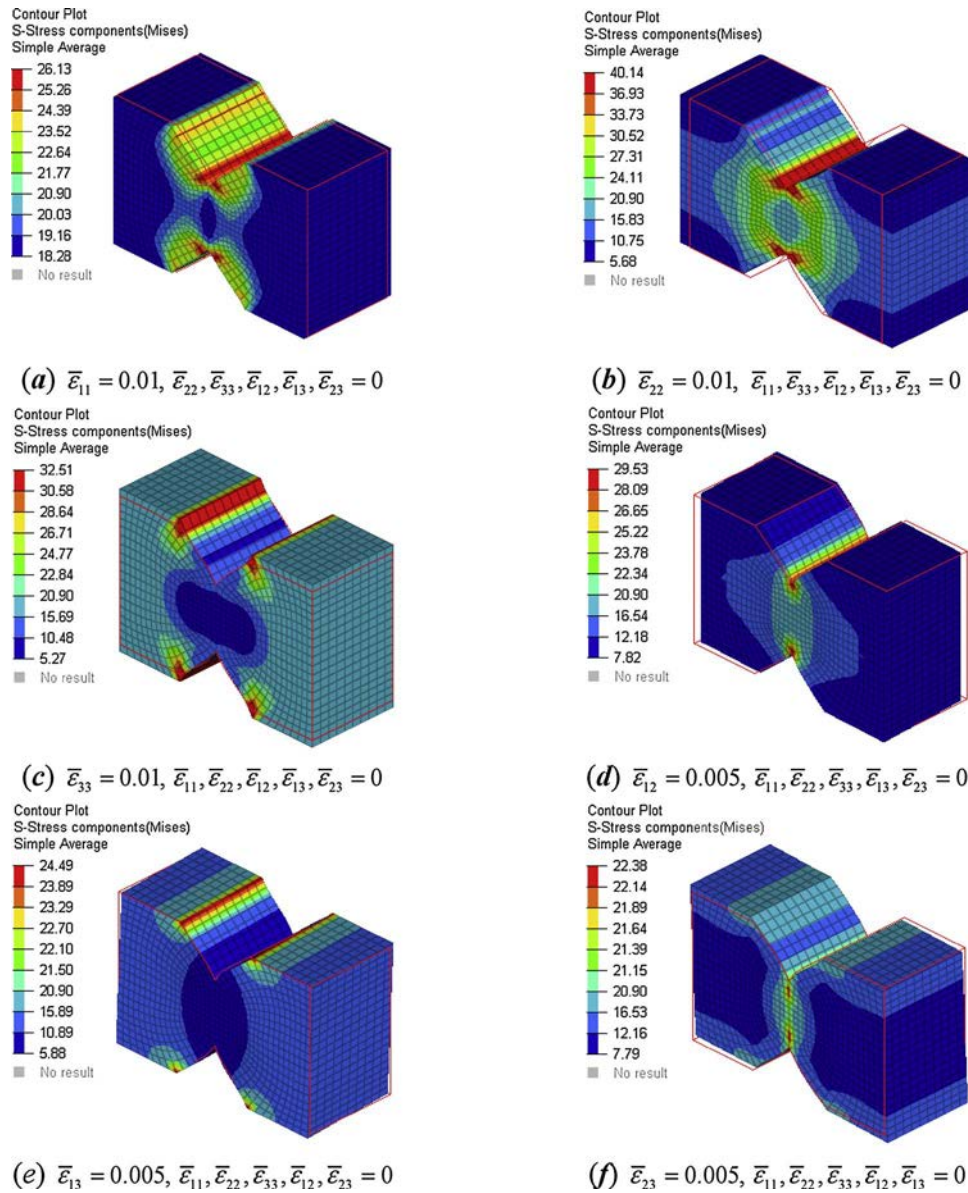 Contour Plot
S-Stress components(Mises)
Simple Average
26.13
25.26
24.39
23.52
22.64
21.77
20.90
20.03
19.16
18.28
No result
(a) ε̅₁₁ = 0.01, ε̅₂₂, ε̅₃₃, ε̅₁₂, ε̅₁₃, ε̅₂₃ = 0
Contour Plot
S-Stress components(Mises)
Simple Average
40.14
36.93
33.73
30.52
27.31
24.11
20.90
15.83
10.75
5.68
No result
(b) ε̅₂₂ = 0.01, ε̅₁₁, ε̅₃₃, ε̅₁₂, ε̅₁₃, ε̅₂₃ = 0
Contour Plot
S-Stress components(Mises)
Simple Average
32.51
30.58
28.64
26.71
24.77
22.84
20.90
15.69
10.48
5.27
No result
(c) ε̅₃₃ = 0.01, ε̅₁₁, ε̅₂₂, ε̅₁₂, ε̅₁₃, ε̅₂₃ = 0
Contour Plot
S-Stress components(Mises)
Simple Average
29.53
28.09
26.65
25.22
23.78
22.34
20.90
16.54
12.18
7.82
No result
(d) ε̅₁₂ = 0.005, ε̅₁₁, ε̅₂₂, ε̅₃₃, ε̅₁₃, ε̅₂₃ = 0
Contour Plot
S-Stress components(Mises)
Simple Average
24.49
23.89
23.29
22.70
22.10
21.50
20.90
15.89
10.89
5.88
No result
(e) ε̅₁₃ = 0.005, ε̅₁₁, ε̅₂₂, ε̅₃₃, ε̅₁₂, ε̅₂₃ = 0
Contour Plot
S-Stress components(Mises)
Simple Average
22.38
22.14
21.89
21.64
21.39
21.15
20.90
16.53
12.16
7.79
No result
(f) ε̅₂₃ = 0.005, ε̅₁₁, ε̅₂₂, ε̅₃₃, ε̅₁₂, ε̅₁₃ = 0